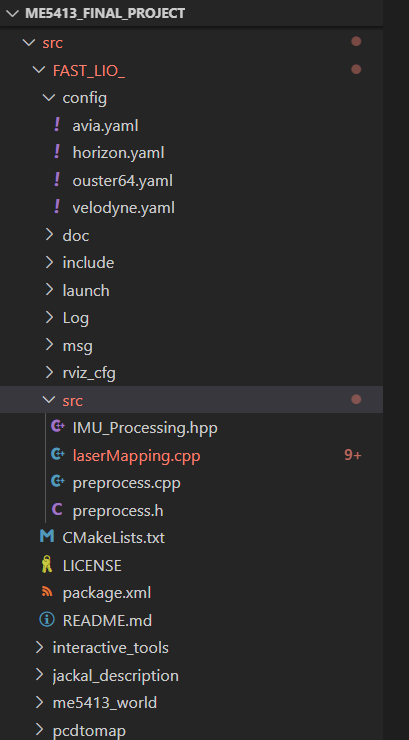 ME5413_FINAL_PROJECT
src
FAST_LIO_
config
! avia.yaml
! horizon.yaml
! ouster64.yaml
! velodyne.yaml
doc
include
launch
Log
msg
rviz_cfg
src
IMU_Processing.hpp
laserMapping.cpp 9+
preprocess.cpp
C preprocess.h
M CMakeLists.txt
LICENSE
package.xml
README.md
interactive_tools
jackal_description
me5413_world
pcdtomap